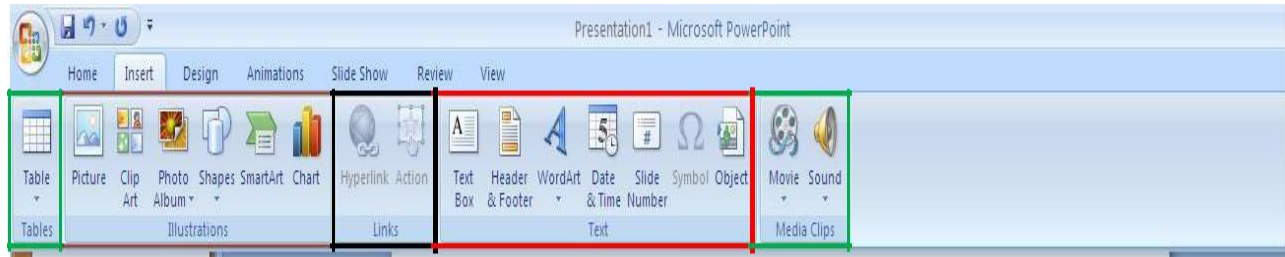 Presentation1 - Microsoft PowerPoint
Home Insert Design Animations Slide Show Review View
A 5 # Ω
Table Picture Clip Photo Shapes SmartArt Chart Hyperlink Action Text Header WordArt Date Slide Symbol Object Movie Sound
Art Album Box & Footer & Time Number
Tables Illustrations Links Text Media Clips